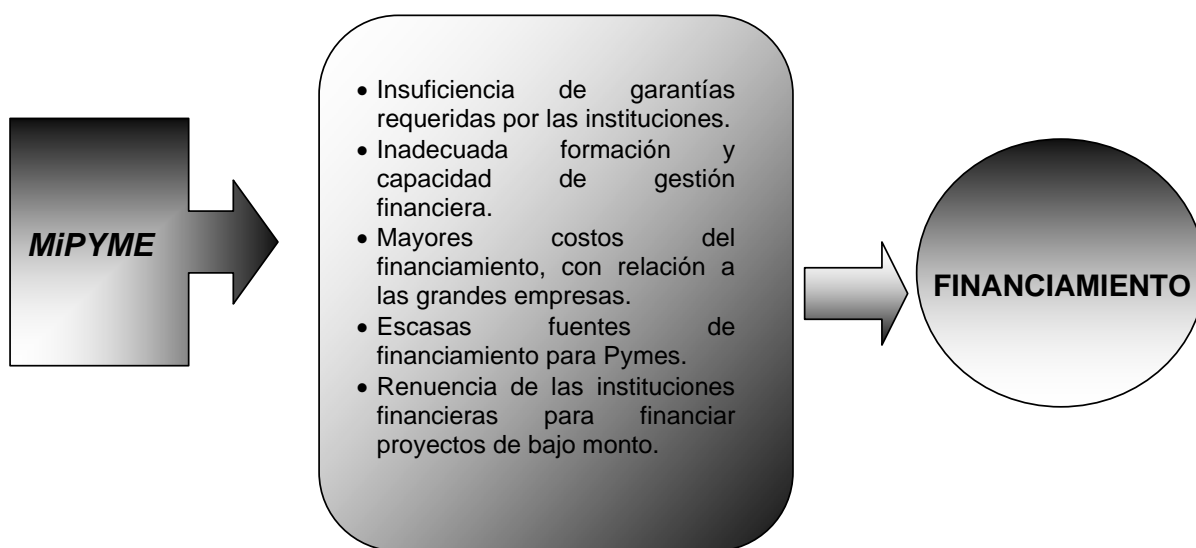 MiPYME
• Insuficiencia de garantías
requeridas por las instituciones.
• Inadecuada formación y
capacidad de gestión
financiera.
• Mayores costos del
financiamiento, con relación a
las grandes empresas.
• Escasas fuentes de
financiamiento para Pymes.
• Renuencia de las instituciones
financieras para financiar
proyectos de bajo monto.
FINANCIAMIENTO